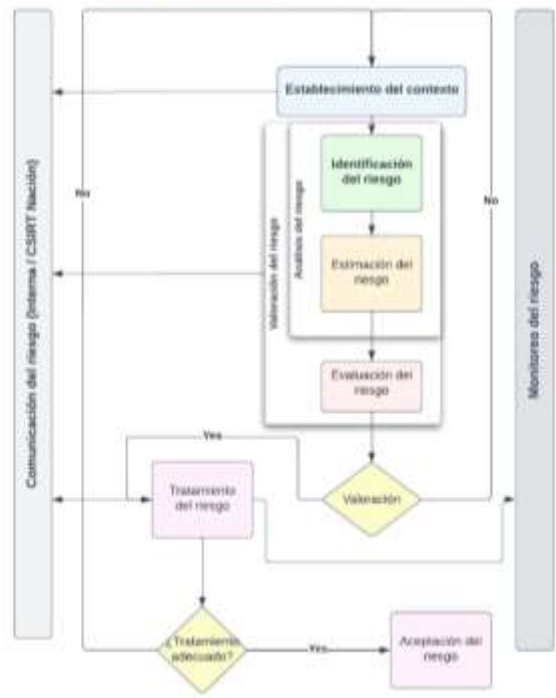 Establecimiento del contexto
Identificación
del riesgo
Análisis del riesgo
Valoración del riesgo
Estimación del
riesgo
Evaluación del
riesgo
No
No
Comunicación del riesgo (Interna / CSIRT Nación)
Monitoreo del riesgo
Yes
Tratamiento
del riesgo
Valoración
¿Tratamiento
adecuado?
Yes
Aceptación del
riesgo